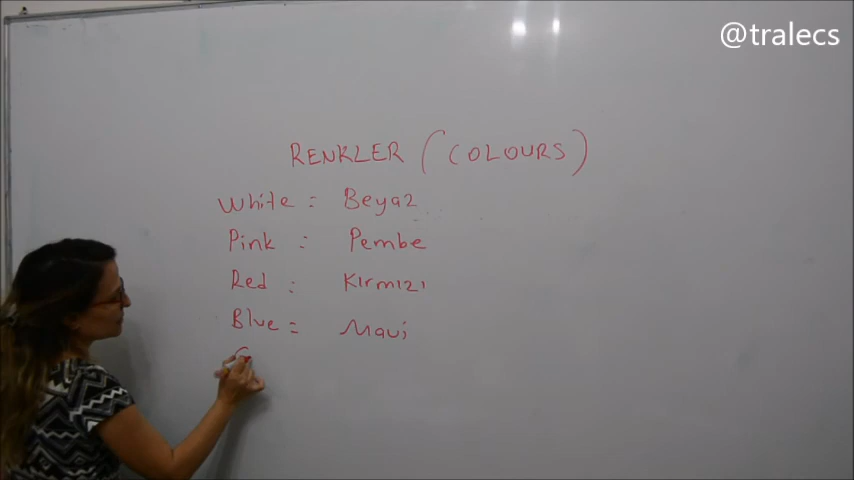 @tralecs
RENKLER (COLOURS)
White = Beyaz
Pink : Pembe
Red : Kırmızı
Blue = Mavi